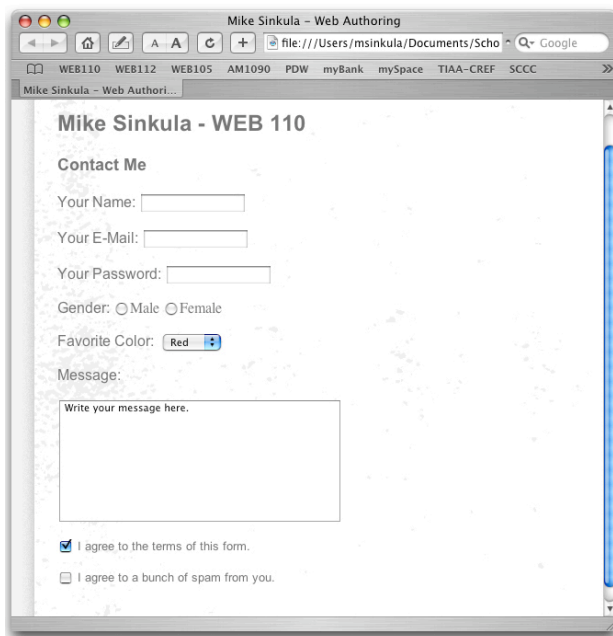 Mike Sinkula – Web Authoring
A A
file:///Users/msinkula/Documents/Scho
Google
WEB110 WEB112 WEB105 AM1090 PDW myBank mySpace TIAA-CREF SCCC
Mike Sinkula – Web Authori...
Mike Sinkula - WEB 110
Contact Me
Your Name:
Your E-Mail:
Your Password:
Gender: Male Female
Favorite Color: Red
Message:
Write your message here.
I agree to the terms of this form.
I agree to a bunch of spam from you.